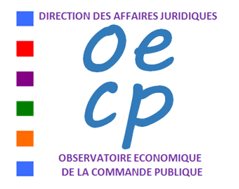 DIRECTION DES AFFAIRES JURIDIQUES
oe
cp
OBSERVATOIRE ECONOMIQUE
DE LA COMMANDE PUBLIQUE